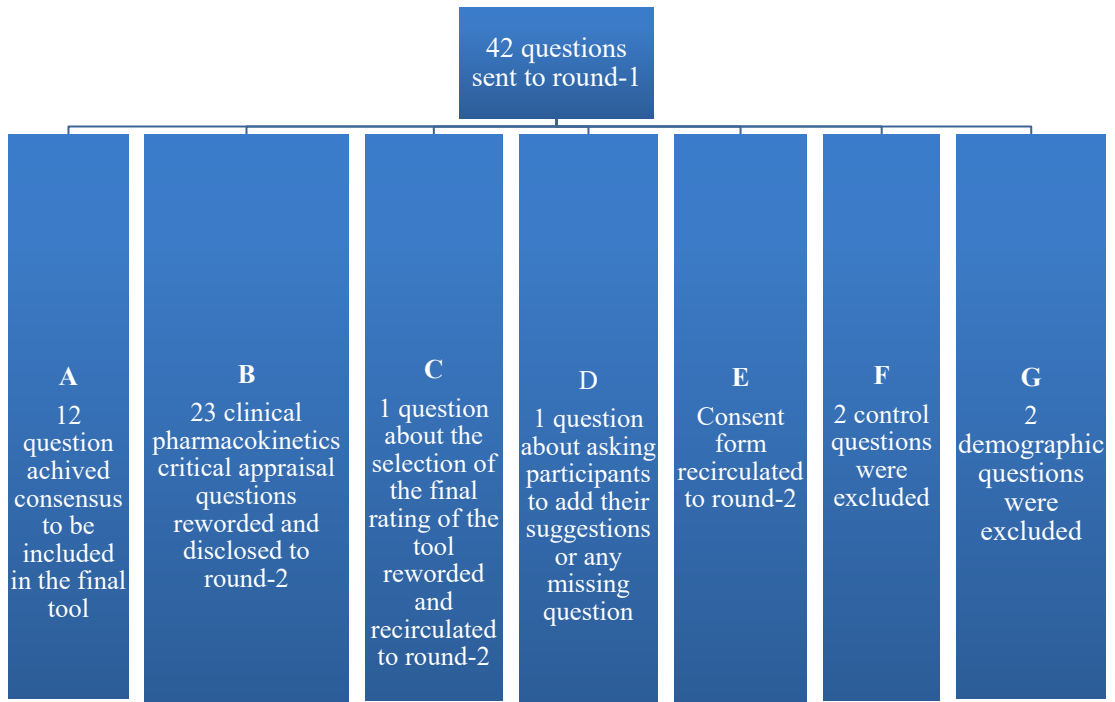 42 questions
sent to round-1
A
12
question
achived
consensus
to be
included
in the final
tool
B
23 clinical
pharmacokinetics
critical appraisal
questions
reworded and
disclosed to
round-2
C
1 question
about the
selection of
the final
rating of the
tool
reworded
and
recirculated
to round-2
D
1 question
about asking
participants
to add their
suggestions
or any
missing
question
E
Consent
form
recirculated
to round-2
F
2 control
questions
were
excluded
G
2
demographic
questions
were
excluded